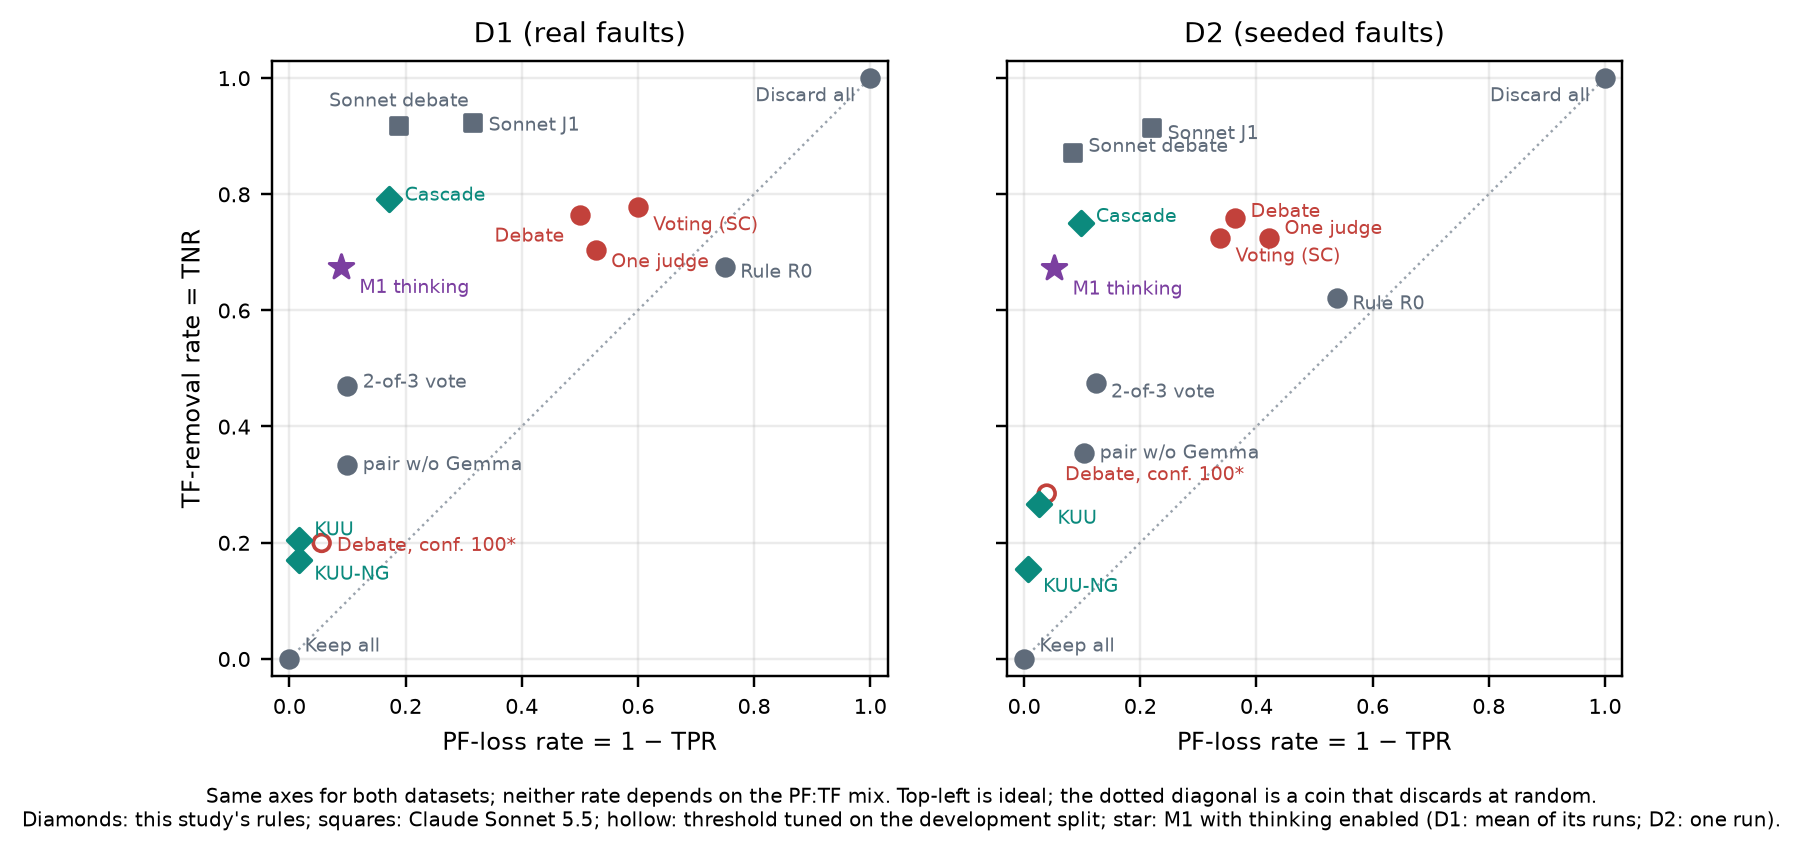 D1 (real faults)
TF-removal rate = TNR
1.0
0.8
0.6
0.4
0.2
0.0
Discard all
Sonnet debate
Sonnet J1
Cascade
Debate
Voting (SC)
One judge
Rule R0
M1 thinking
2-of-3 vote
pair w/o Gemma
KUU
Debate, conf. 100*
KUU-NG
Keep all
0.0 0.2 0.4 0.6 0.8 1.0
PF-loss rate = 1 − TPR
D2 (seeded faults)
Discard all
Sonnet J1
Sonnet debate
Cascade
Debate
One judge
Voting (SC)
M1 thinking
Rule R0
2-of-3 vote
pair w/o Gemma
Debate, conf. 100*
KUU
KUU-NG
Keep all
0.0 0.2 0.4 0.6 0.8 1.0
PF-loss rate = 1 − TPR
Same axes for both datasets; neither rate depends on the PF:TF mix. Top-left is ideal; the dotted diagonal is a coin that discards at random.
Diamonds: this study's rules; squares: Claude Sonnet 5.5; hollow: threshold tuned on the development split; star: M1 with thinking enabled (D1: mean of its runs; D2: one run).